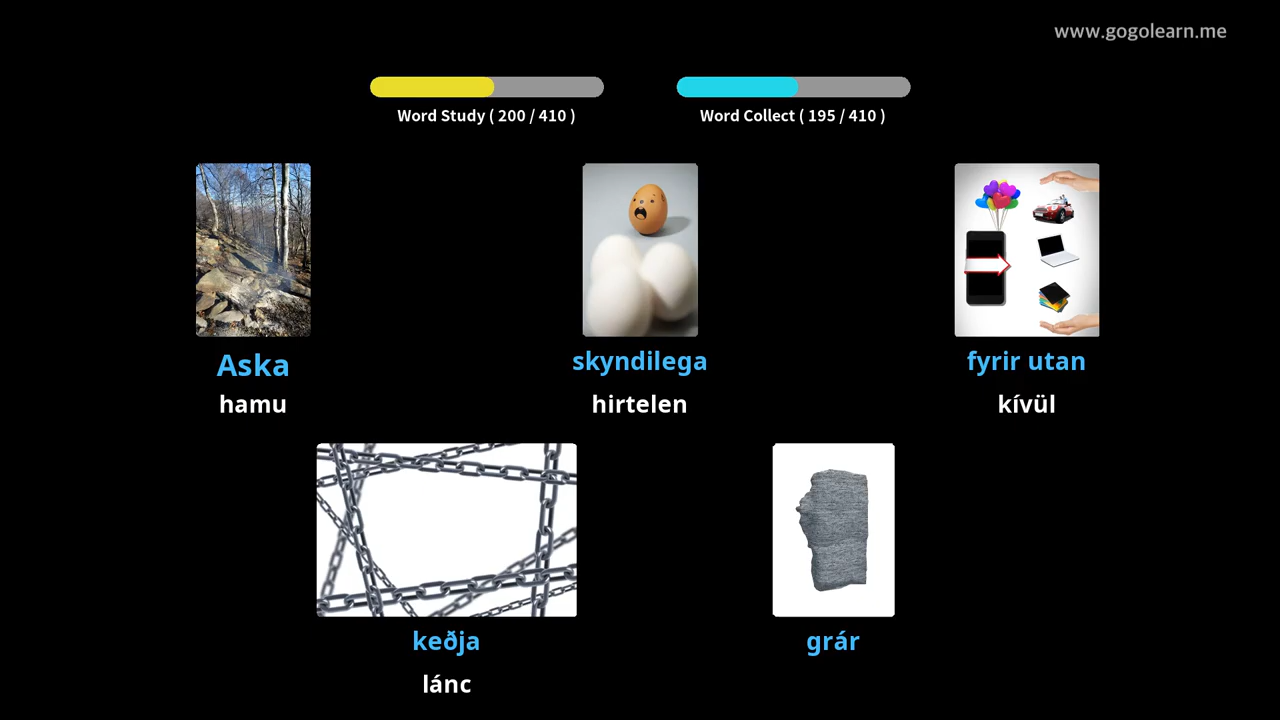 www.gogolearn.me
Word Study ( 200 / 410 )
Word Collect ( 195 / 410 )
Aska
hamu
skyndilega
hirtelen
fyrir utan
kívül
keðja
lánc
grár